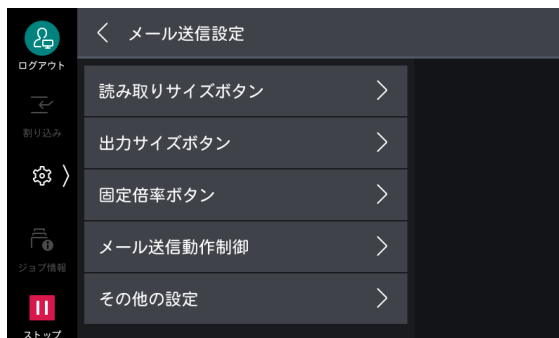 メール送信設定
ログアウト
読み取りサイズボタン
割り込み
出力サイズボタン
固定倍率ボタン
メール送信動作制御
ジョブ情報
その他の設定
ストップ